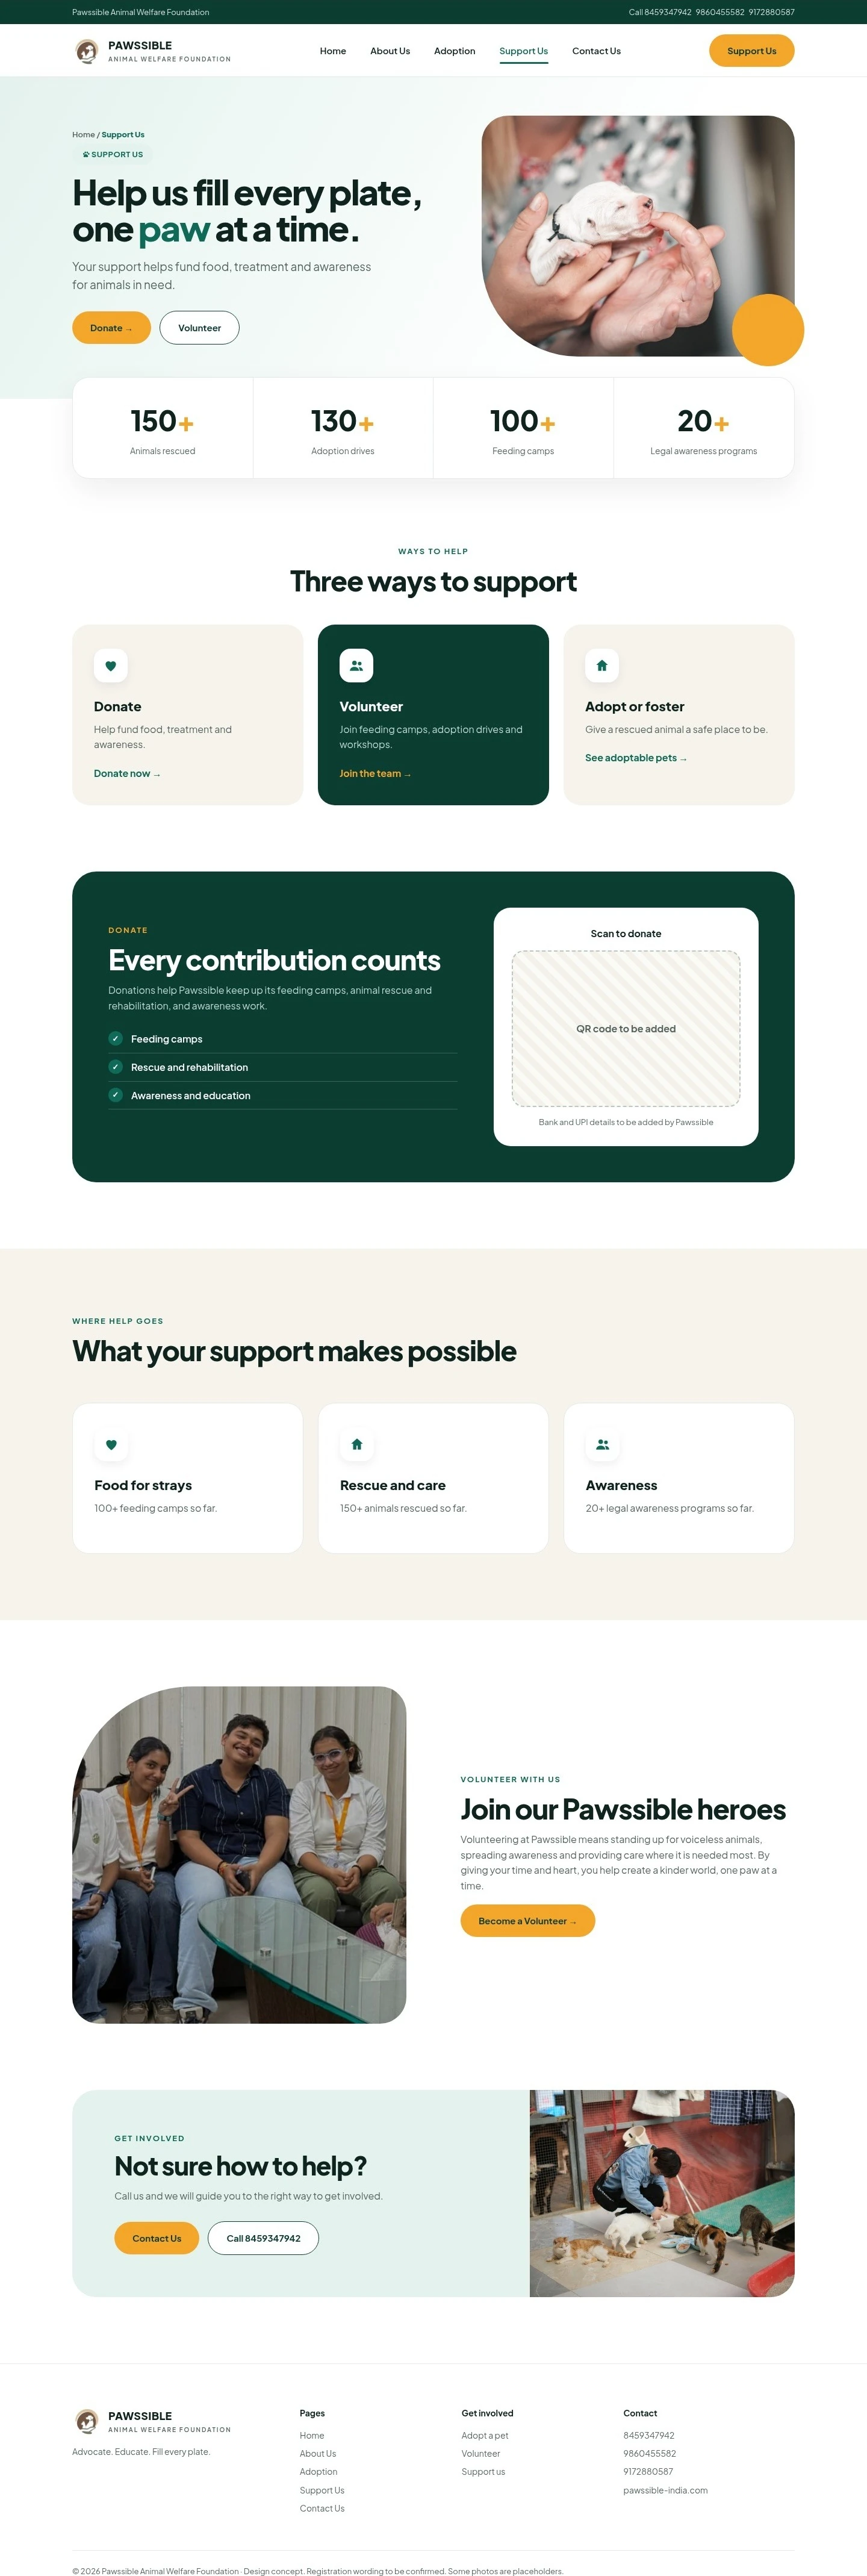 Pawssible Animal Welfare Foundation
Call 8459347942 9860455582 9172880587
PAWSSIBLE
ANIMAL WELFARE FOUNDATION
Home
About Us
Adoption
Support Us
Contact Us
Support Us
Home / Support Us
SUPPORT US
Help us fill every plate,
one paw at a time.
Your support helps fund food, treatment and awareness
for animals in need.
Donate →
Volunteer
150+
Animals rescued
130+
Adoption drives
100+
Feeding camps
20+
Legal awareness programs
WAYS TO HELP
Three ways to support
Donate
Help fund food, treatment and
awareness.
Donate now →
Volunteer
Join feeding camps, adoption drives and
workshops.
Join the team →
Adopt or foster
Give a rescued animal a safe place to be.
See adoptable pets →
DONATE
Every contribution counts
Donations help Pawssible keep up its feeding camps, animal rescue and
rehabilitation, and awareness work.
✓ Feeding camps
✓ Rescue and rehabilitation
✓ Awareness and education
Scan to donate
QR code to be added
Bank and UPI details to be added by Pawssible
WHERE HELP GOES
What your support makes possible
Food for strays
100+ feeding camps so far.
Rescue and care
150+ animals rescued so far.
Awareness
20+ legal awareness programs so far.
VOLUNTEER WITH US
Join our Pawssible heroes
Volunteering at Pawssible means standing up for voiceless animals,
spreading awareness and providing care where it is needed most. By
giving your time and heart, you help create a kinder world, one paw at a
time.
Become a Volunteer →
GET INVOLVED
Not sure how to help?
Call us and we will guide you to the right way to get involved.
Contact Us
Call 8459347942
PAWSSIBLE
ANIMAL WELFARE FOUNDATION
Advocate. Educate. Fill every plate.
Pages
Home
About Us
Adoption
Support Us
Contact Us
Get involved
Adopt a pet
Volunteer
Support us
Contact
8459347942
9860455582
9172880587
pawssible-india.com
© 2026 Pawssible Animal Welfare Foundation · Design concept. Registration wording to be confirmed. Some photos are placeholders.